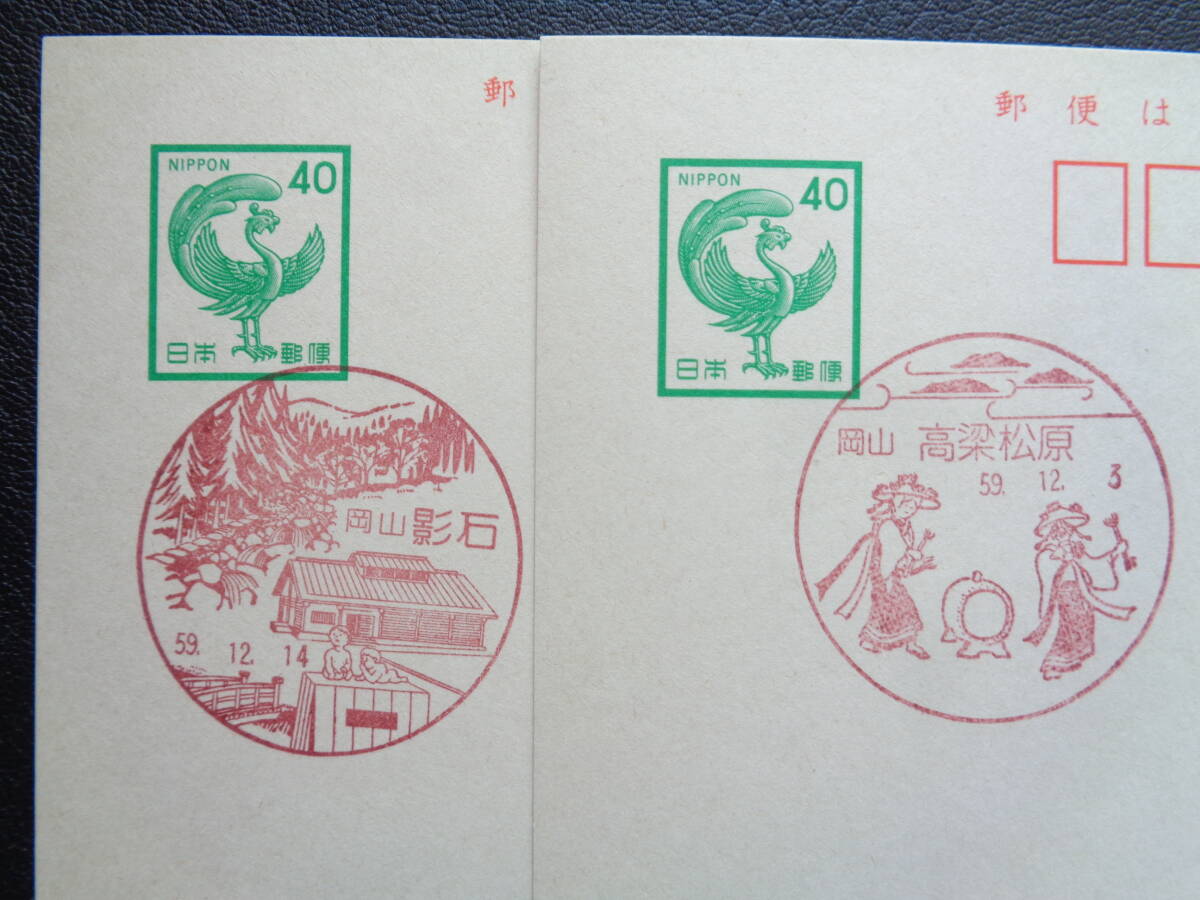 郵
NIPPON 40
日本郵便
岡山 影石
59. 12. 14
郵便は
NIPPON 40
日本郵便
岡山 高梁松原
59. 12. 3